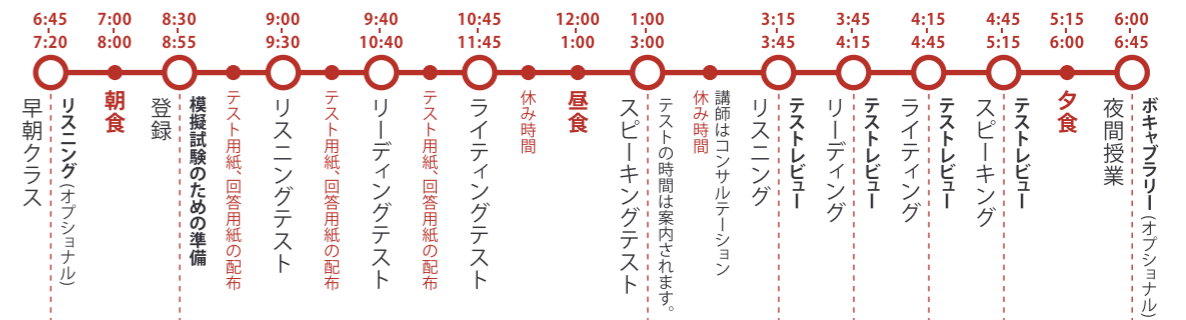 6:45
7:20
早朝クラス
リスニング (オプショナル)
7:00
8:00
朝食
8:30
8:55
登録
模擬試験のための準備
テスト用紙、回答用紙の配布
9:00
9:30
リスニングテスト
テスト用紙、回答用紙の配布
9:40
10:40
リーディングテスト
テスト用紙、回答用紙の配布
10:45
11:45
ライティングテスト
休み時間
12:00
1:00
昼食
1:00
3:00
スピーキングテスト
テストの時間は案内されます。
休み時間
講師はコンサルテーション
3:15
3:45
リスニング
テストレビュー
3:45
4:15
リーディング
テストレビュー
4:15
4:45
ライティング
テストレビュー
4:45
5:15
スピーキング
テストレビュー
5:15
6:00
夕食
6:00
6:45
夜間授業
ボキャブラリー (オプショナル)